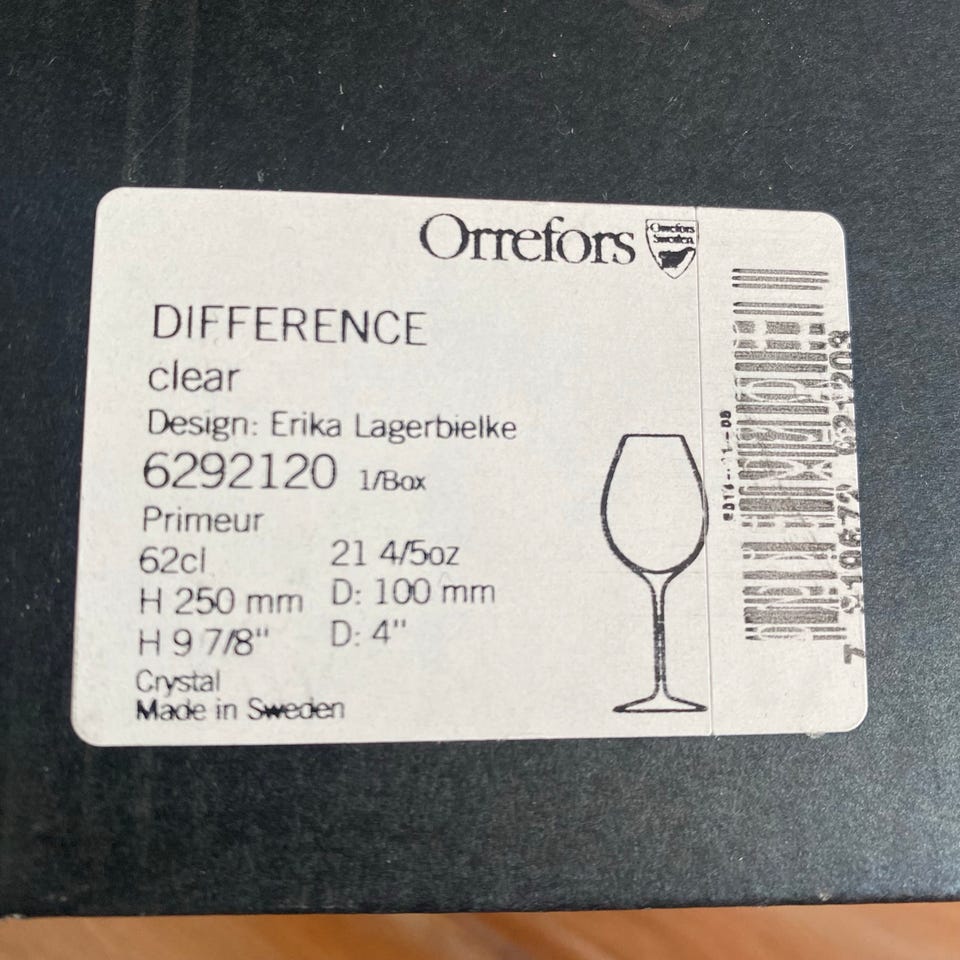 Orrefors
Orrefors
Sweden
DIFFERENCE
clear
Design: Erika Lagerbielke
6292120 1/Box
Primeur
62cl 21 4/5oz
H 250 mm D: 100 mm
H 9 7/8" D: 4"
Crystal
Made in Sweden